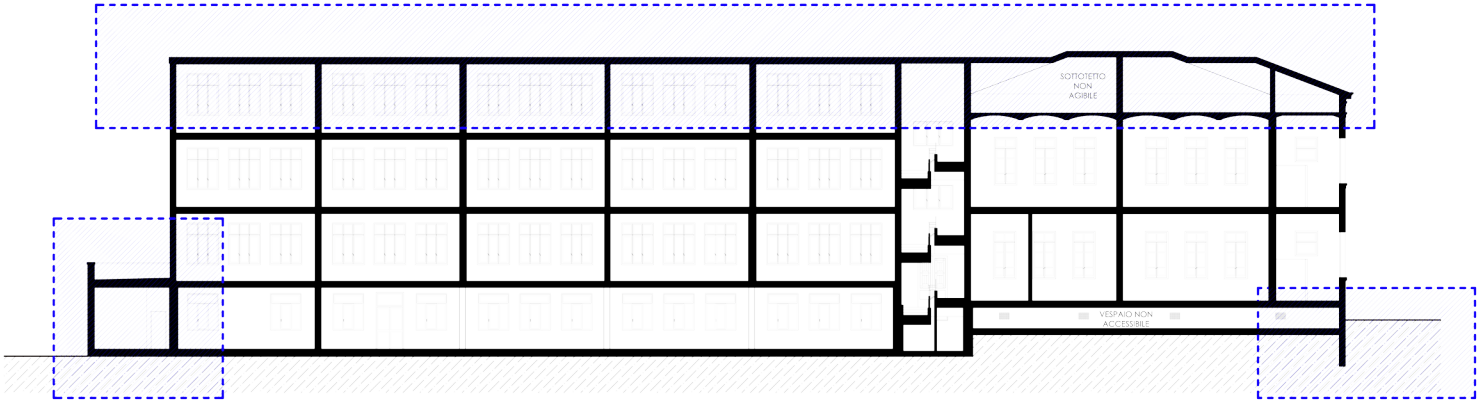 SOTTOTETTO
NON
AGIBILE
VESPAIO NON
ACCESSIBILE